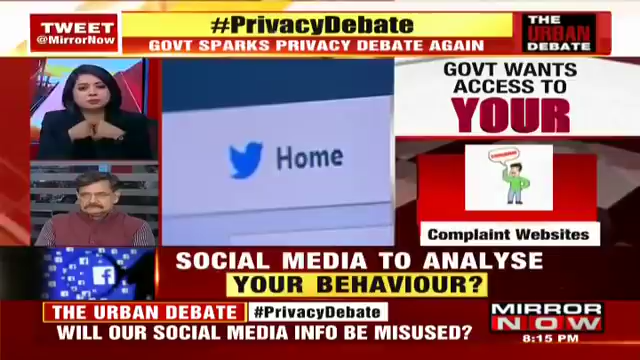 TWEET
@MirrorNow
#PrivacyDebate
GOVT SPARKS PRIVACY DEBATE AGAIN
THE
URBAN
DEBATE
GOVT WANTS
ACCESS TO
YOUR
Home
Complaint Websites
SOCIAL MEDIA TO ANALYSE
YOUR BEHAVIOUR?
THE URBAN DEBATE
#PrivacyDebate
WILL OUR SOCIAL MEDIA INFO BE MISUSED?
MIRROR
NOW
8:15 PM